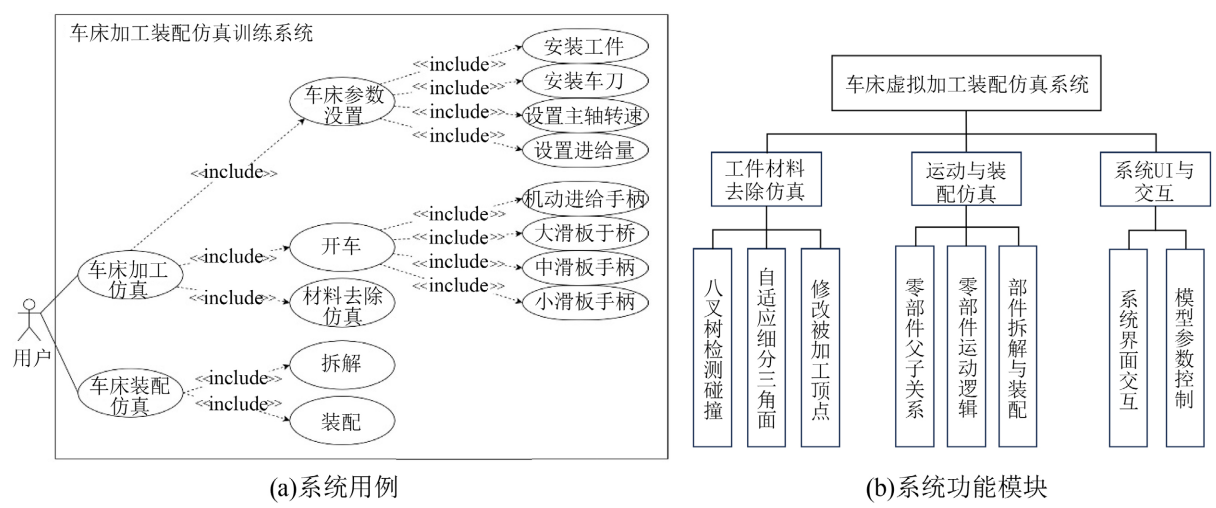 车床加工装配仿真训练系统
用户
车床加工
仿真
车床装配
仿真
<<include>>
<<include>>
<<include>>
<<include>>
<<include>>
车床参数
没置
开车
材料去除
仿真
拆解
装配
<<include>>
<<include>>
<<include>>
<<include>>
<<include>>
<<include>>
<<include>>
<<include>>
安装工件
安装车刀
设置主轴转速
设置进给量
机动进给手柄
大滑板于桥
中滑板手柄
小滑板手柄
(a)系统用例
车床虚拟加工装配仿真系统
工件材料
去除仿真
运动与装
配仿真
系统UI与
交互
八叉树检测碰撞
自适应细分三角面
修改被加工顶点
零部件父子关系
零部件运动逻辑
部件拆解与装配
系统界面交互
模型参数控制
(b)系统功能模块